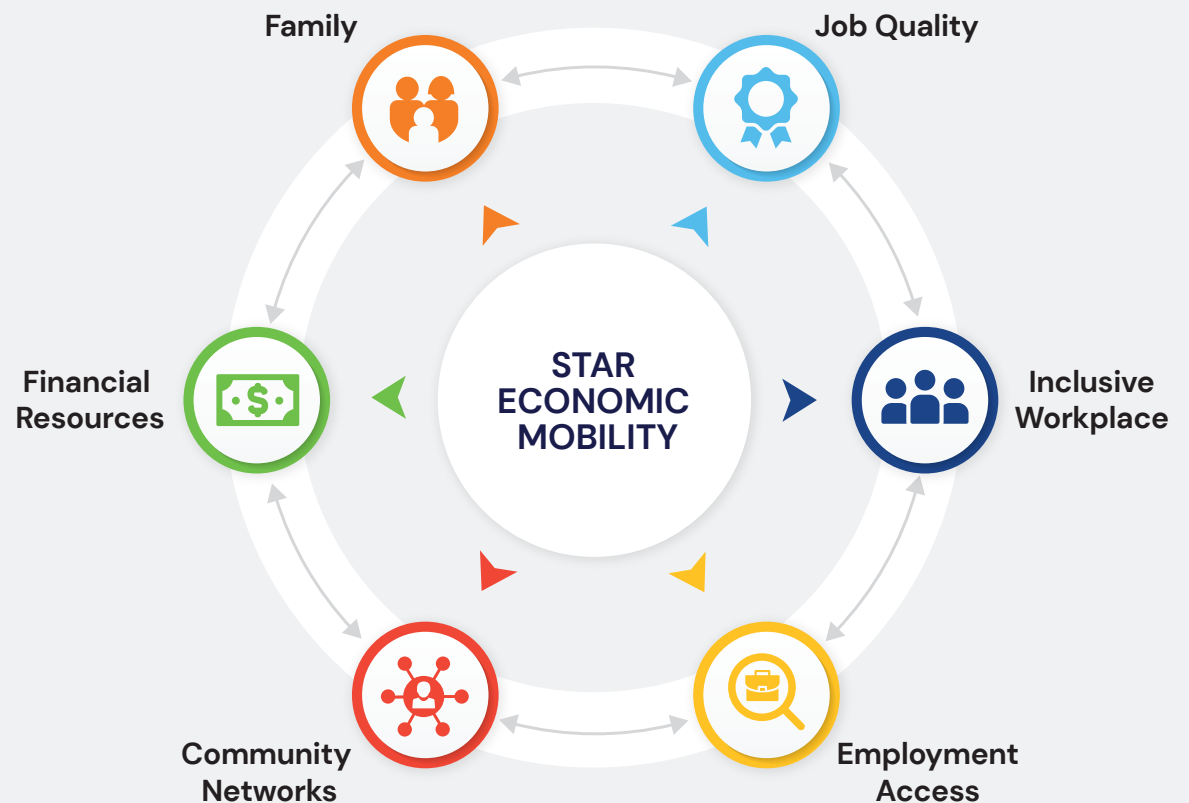 Family
Job Quality
Financial
Resources
STAR
ECONOMIC
MOBILITY
Inclusive
Workplace
Community
Networks
Employment
Access
$